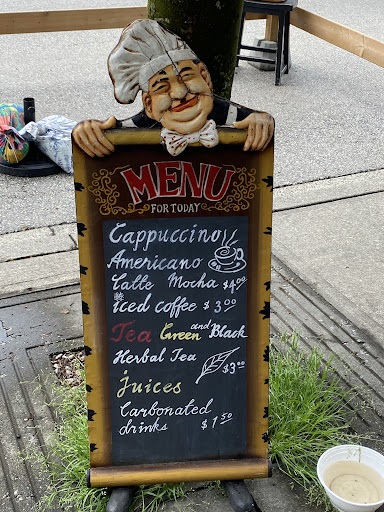 MENU
FOR TODAY
Cappuccino
Americano
Latte Mocha $4.00
iced coffee $3.00
Tea Green and Black
Herbal Tea $3.00
juices
Carbonated
drinks $1.50